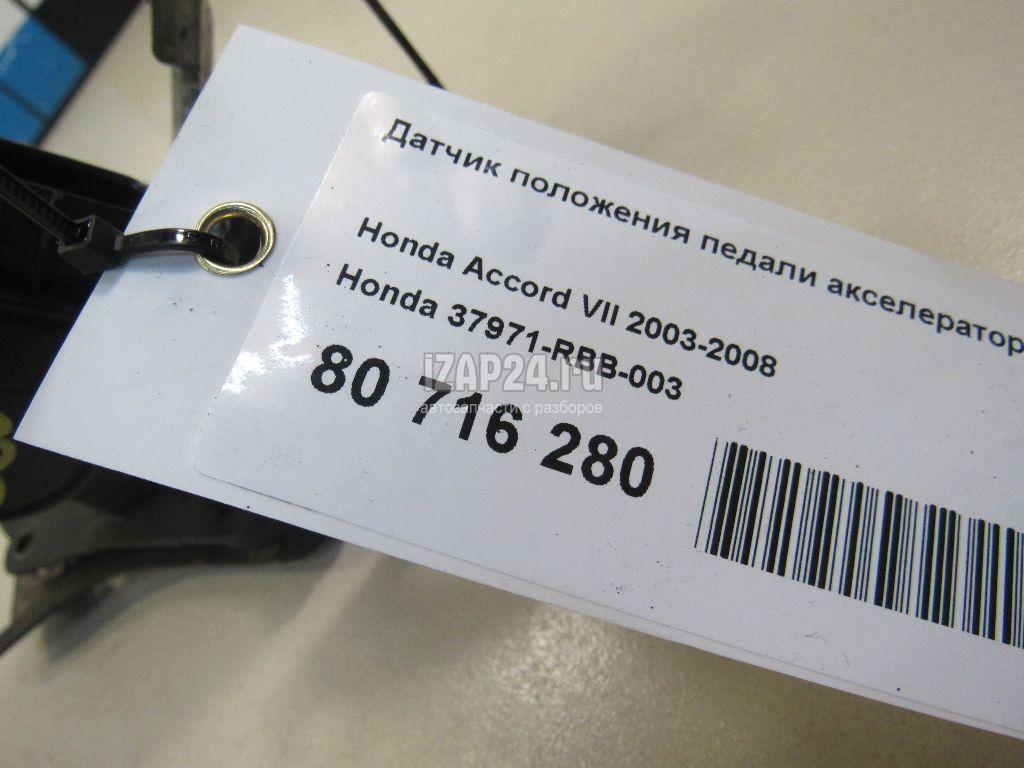 Датчик положения педали акселератор
Honda Accord VII 2003-2008
Honda 37971-RBB-003
80 716 280
iZAP24.ru
автозапчасти с разборов